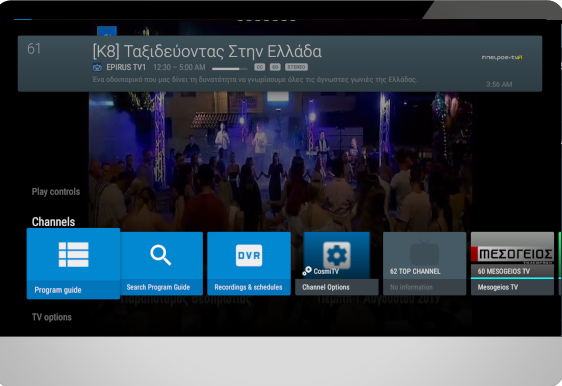 61
[K8] Ταξιδεύοντας Στην Ελλάδα
EPIRUS TV1 12:30 – 5:00 AM CC SD STEREO
Ένα οδοιπορικό που μας δίνει τη δυνατότητα να γνωρίσουμε όλες τις άγνωστες γωνιές της Ελλάδας.
3:56 AM
Play controls
Channels
DVR
CosmiTV
62 TOP CHANNEL
ΜΕΣΟΓΕΙΟΣ
60 MESOGEIOS TV
Program guide
Search Program Guide
Recordings & schedules
Channel Options
No information
Mesogeios TV
TV options